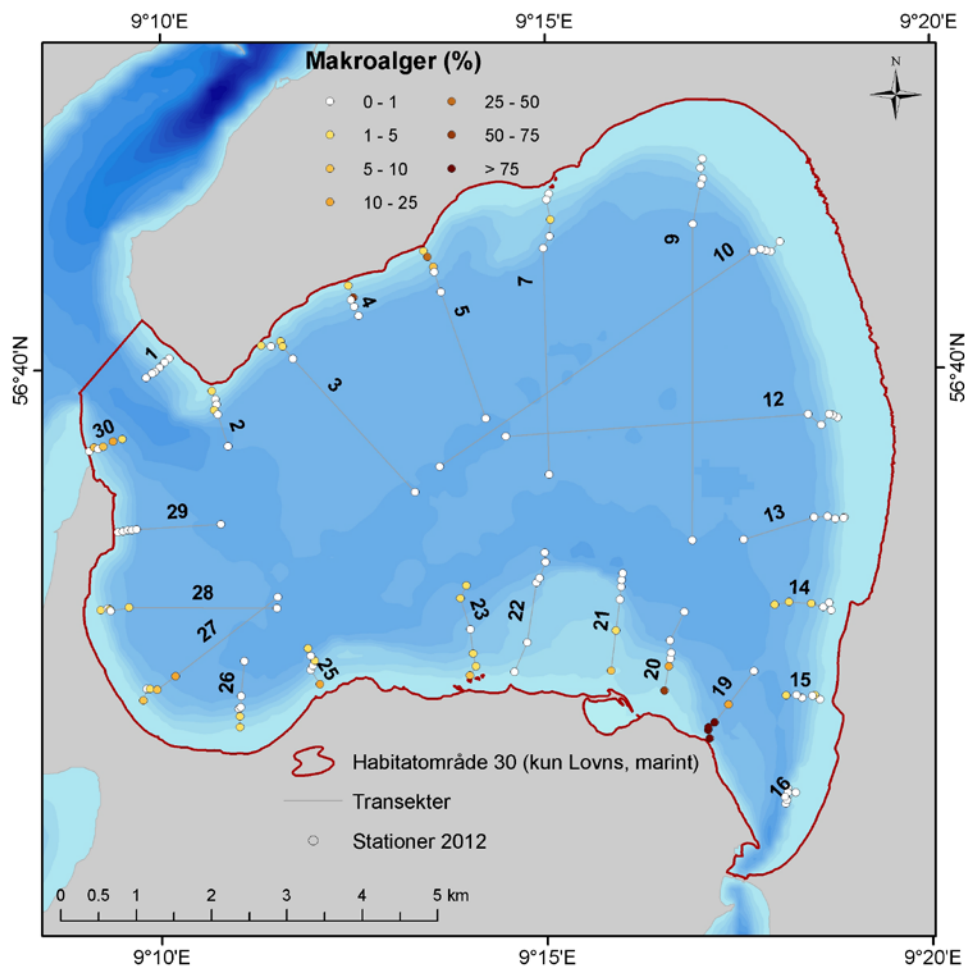 9°10'E 9°15'E 9°20'E
Makroalger (%)
N
0 - 1 25 - 50
1 - 5 50 - 75
5 - 10 > 75
10 - 25
56°40'N 56°40'N
1
2
3
4
5
7
9
10
12
13
14
15
16
19
20
21
22
23
25
26
27
28
29
30
Habitatområde 30 (kun Lovns, marint)
Transekter
Stationer 2012
0 0.5 1 2 3 4 5 km
9°10'E 9°15'E 9°20'E